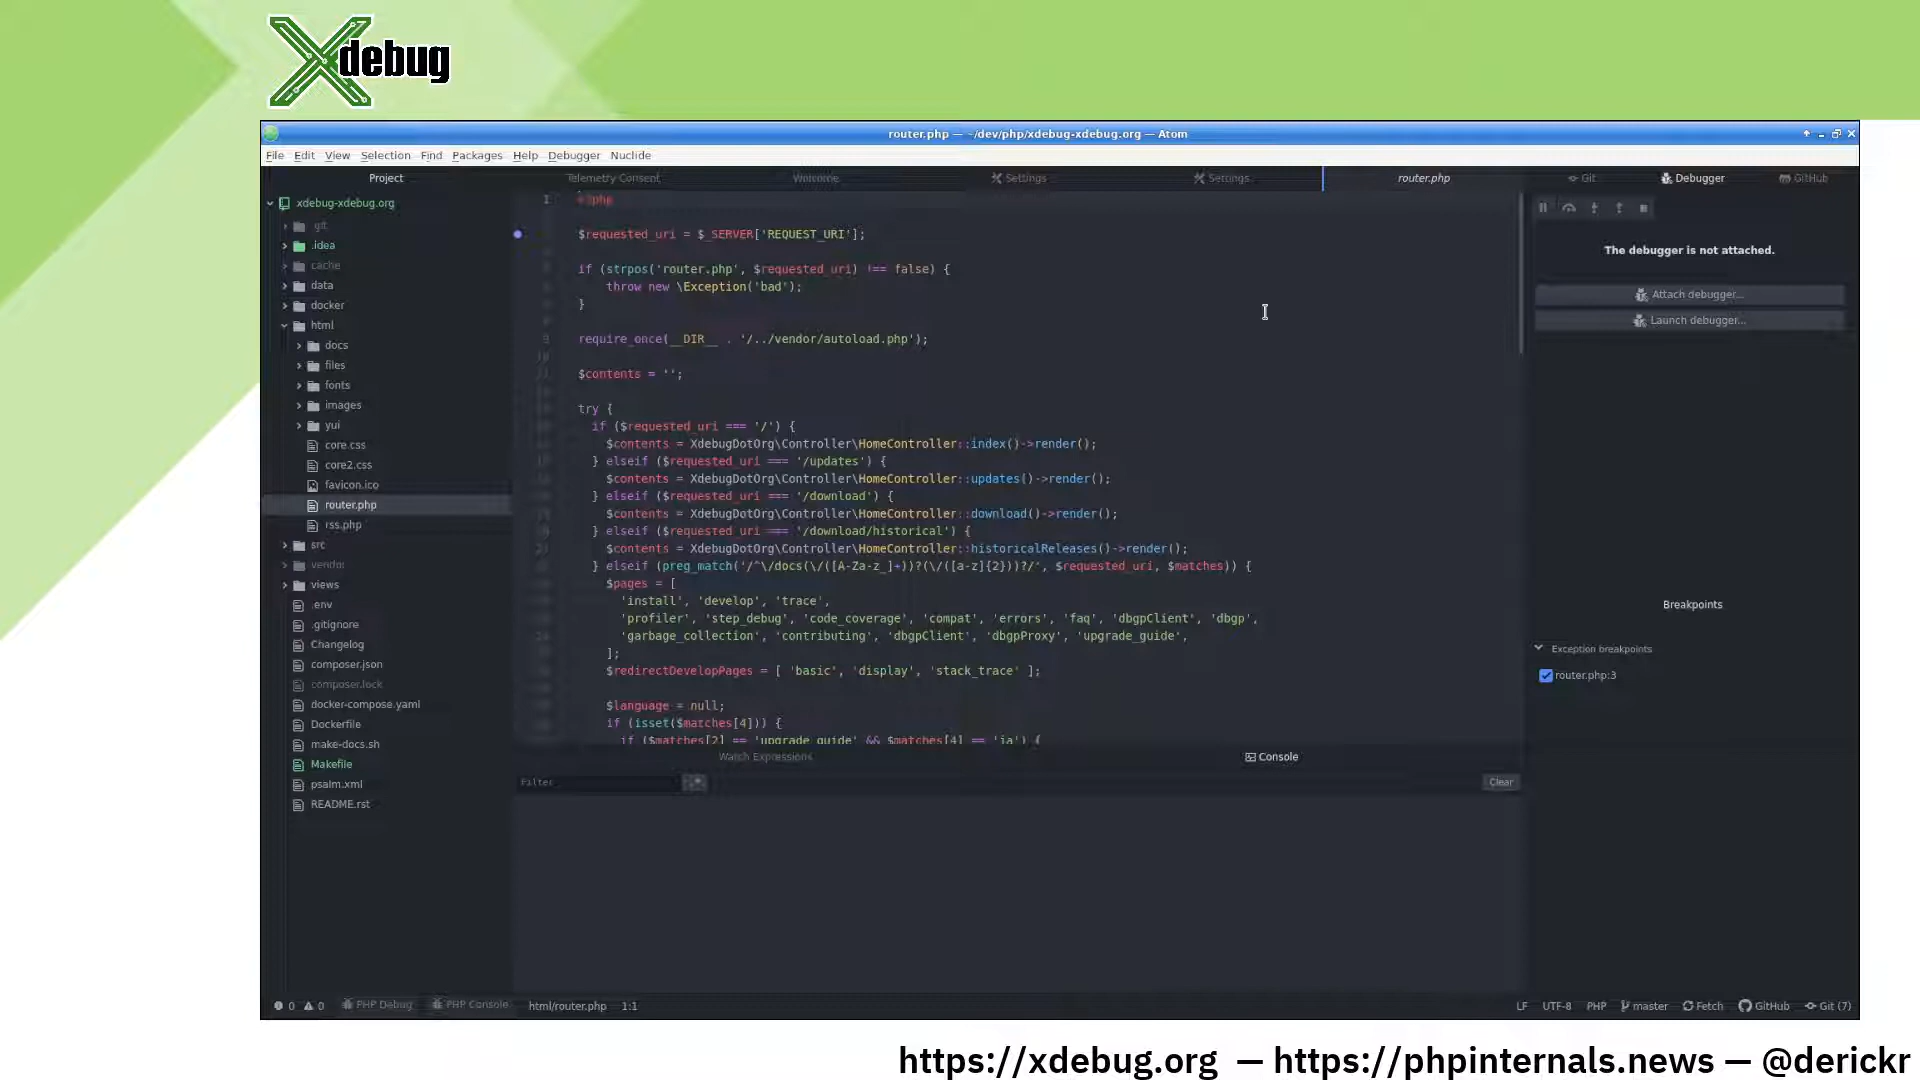 Xdebug
router.php — ~/dev/php/xdebug-xdebug.org — Atom
File Edit View Selection Find Packages Help Debugger Nuclide
Project
Telemetry Consent
Welcome
Settings
Settings
router.php
Git
Debugger
GitHub
xdebug-xdebug.org
.git
.idea
cache
data
docker
html
docs
files
fonts
images
yui
core.css
core2.css
favicon.ico
router.php
rss.php
src
vendor
views
.env
.gitignore
Changelog
composer.json
composer.lock
docker-compose.yaml
Dockerfile
make-docs.sh
Makefile
psalm.xml
README.rst
1 <?php
$requested_uri = $_SERVER['REQUEST_URI'];
if (strpos('router.php', $requested_uri) !== false) {
throw new \Exception('bad');
}
require_once(__DIR__ . '/../vendor/autoload.php');
$contents = '';
try {
if ($requested_uri === '/') {
$contents = XdebugDotOrg\Controller\HomeController::index()->render();
} elseif ($requested_uri === '/updates') {
$contents = XdebugDotOrg\Controller\HomeController::updates()->render();
} elseif ($requested_uri === '/download') {
$contents = XdebugDotOrg\Controller\HomeController::download()->render();
} elseif ($requested_uri === '/download/historical') {
$contents = XdebugDotOrg\Controller\HomeController::historicalReleases()->render();
} elseif (preg_match('/^\/docs(\/([A-Za-z_]+))?(\/([a-z]{2}))?/', $requested_uri, $matches)) {
$pages = [
'install', 'develop', 'trace',
'profiler', 'step_debug', 'code_coverage', 'compat', 'errors', 'faq', 'dbgpClient', 'dbgp',
'garbage_collection', 'contributing', 'dbgpClient', 'dbgpProxy', 'upgrade_guide',
];
$redirectDevelopPages = [ 'basic', 'display', 'stack_trace' ];
$language = null;
if (isset($matches[4])) {
if ($matches[2] == 'upgrade_guide' && $matches[4] == 'ja') {
The debugger is not attached.
Attach debugger...
Launch debugger...
Breakpoints
Exception breakpoints
router.php:3
Watch Expressions
Console
Filter
Clear
0 0 PHP Debug PHP Console html/router.php 1:1
LF UTF-8 PHP master Fetch GitHub Git (7)
https://xdebug.org — https://phpinternals.news — @derickr